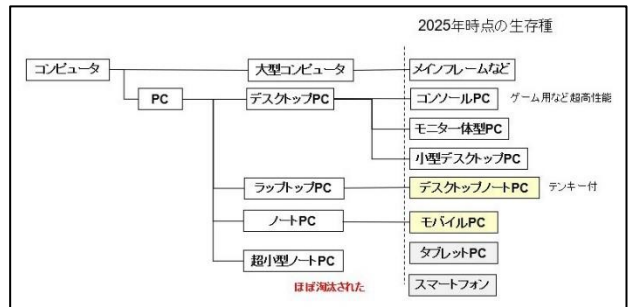 2025年時点の生存種
コンピュータ
大型コンピュータ
メインフレームなど
PC
デスクトップPC
コンソールPC
ゲーム用など超高性能
モニター体型PC
小型デスクトップPC
ラップトップPC
デスクトップノートPC
テンキー付
ノートPC
モバイルPC
超小型ノートPC
タブレットPC
ほぼ淘汰された
スマートフォン